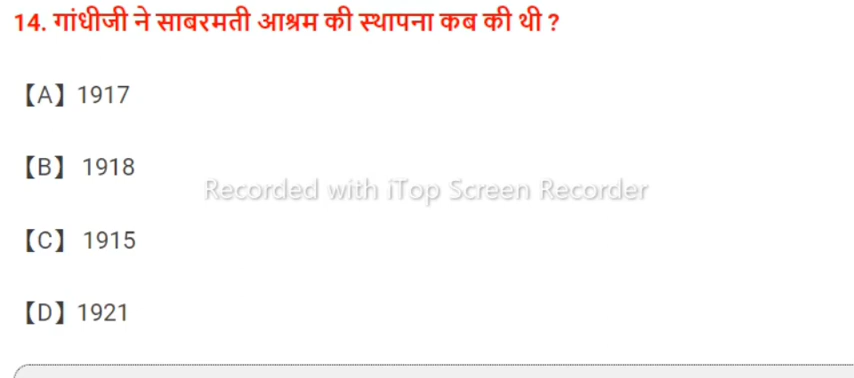 14. गांधीजी ने साबरमती आश्रम की स्थापना कब की थी ?
【A】 1917
【B】 1918
Recorded with iTop Screen Recorder
【C】 1915
【D】 1921